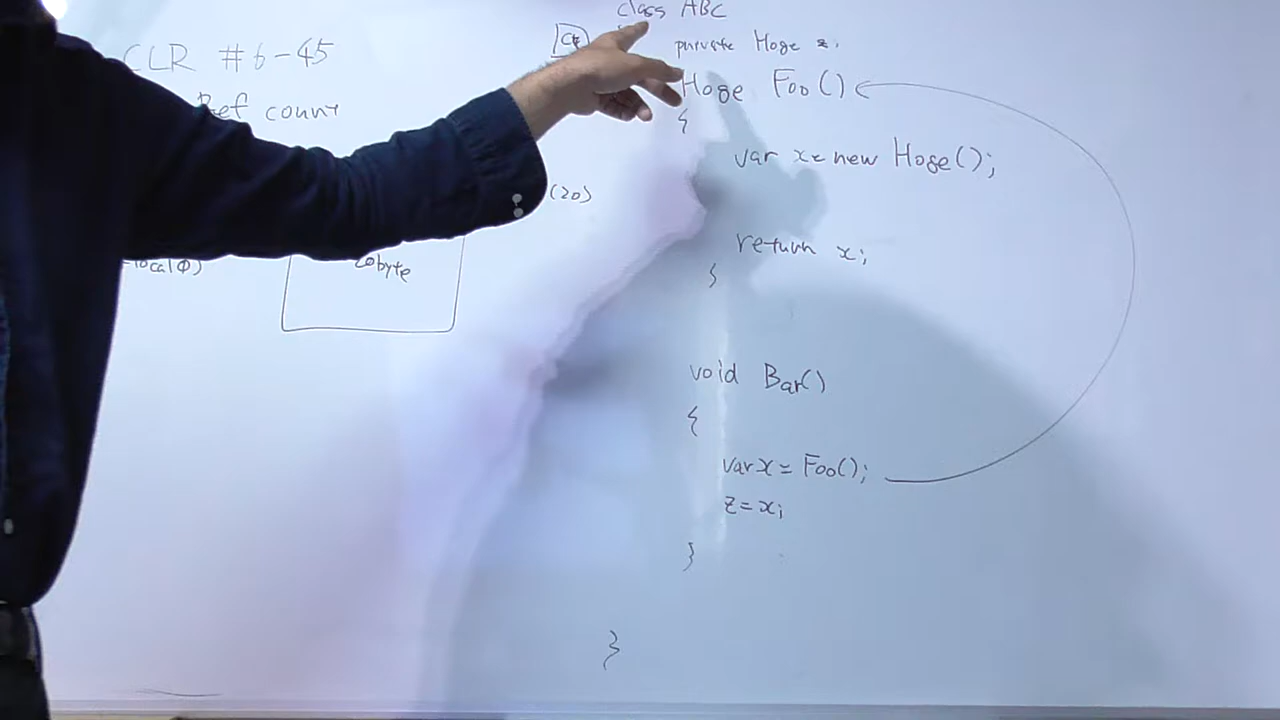 CLR #6-45
Ref count
(20)
local(0)
20byte
C#
class ABC
{
private Hoge z;
Hoge Foo()
{
var x = new Hoge();
return x;
}
void Bar()
{
var x = Foo();
z = x;
}
}